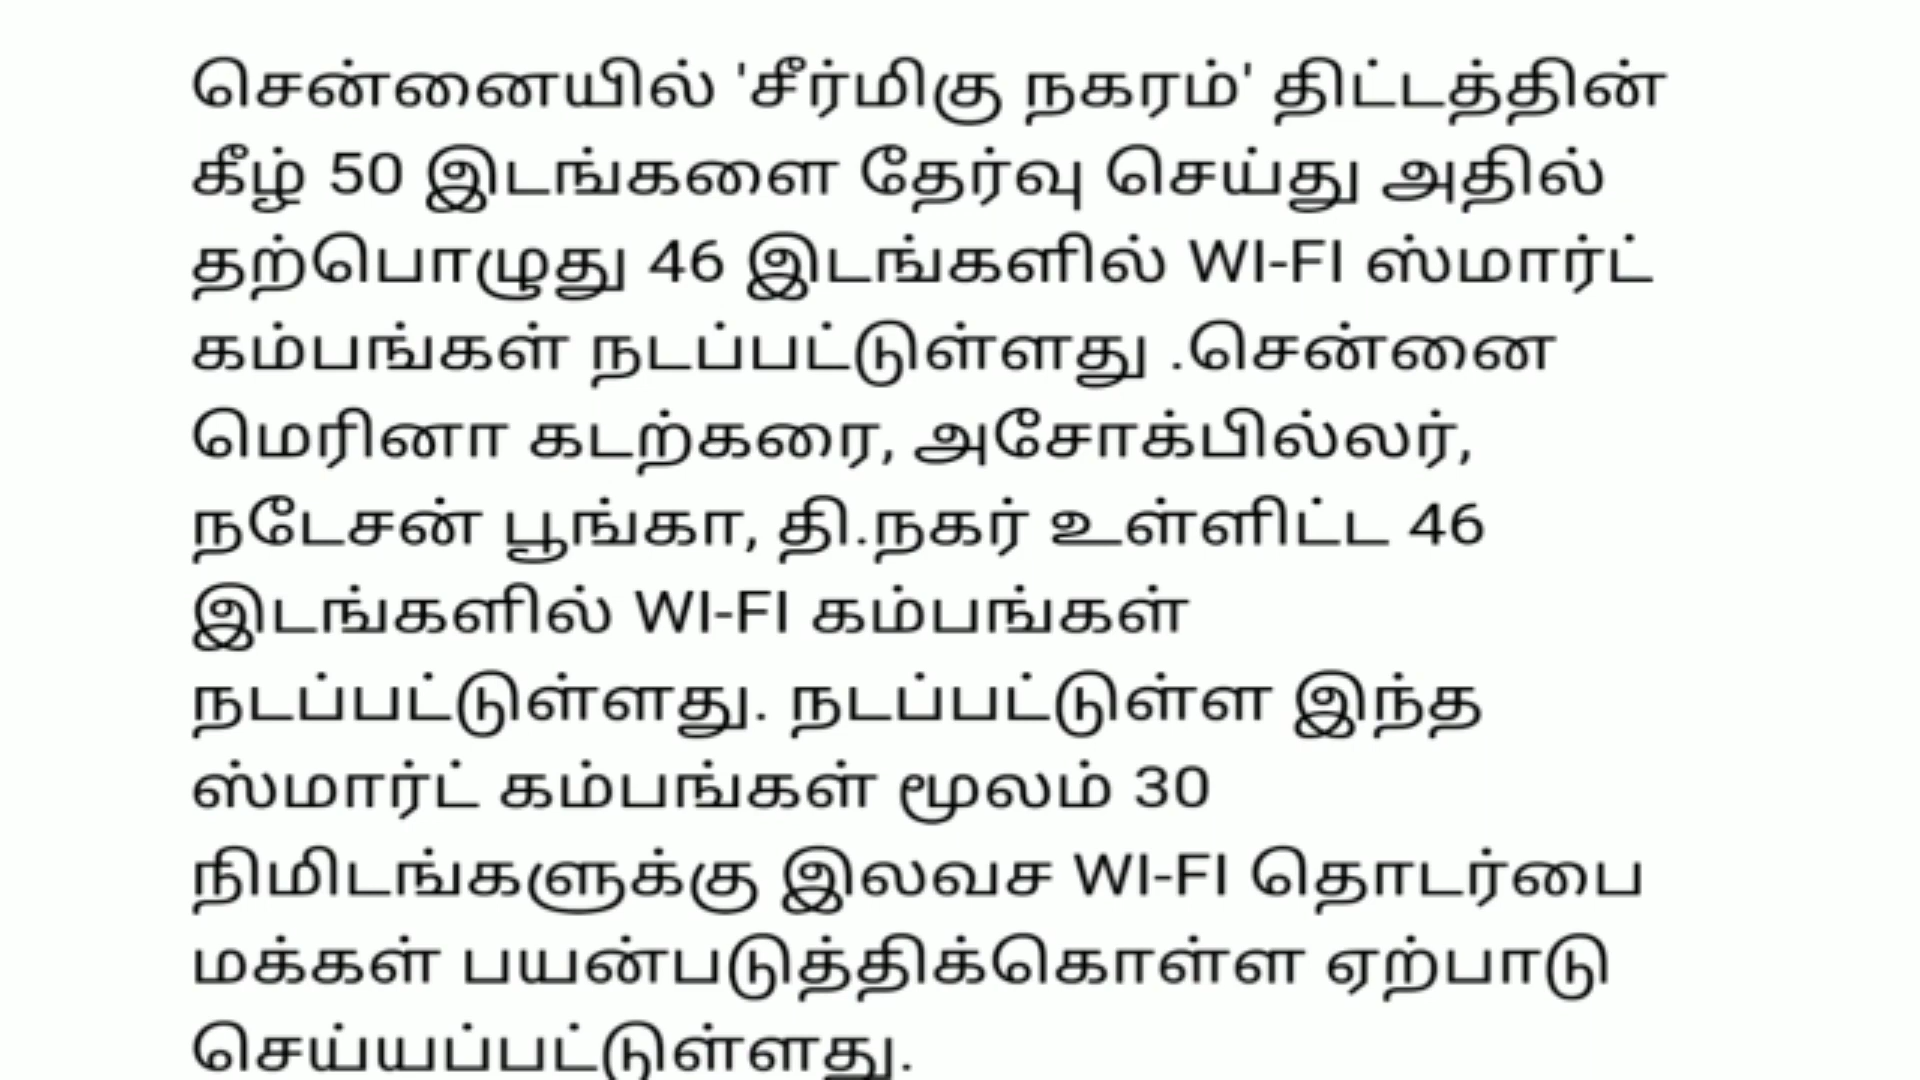 சென்னையில் 'சீர்மிகு நகரம்' திட்டத்தின்
கீழ் 50 இடங்களை தேர்வு செய்து அதில்
தற்பொழுது 46 இடங்களில் WI-FI ஸ்மார்ட்
கம்பங்கள் நடப்பட்டுள்ளது .சென்னை
மெரினா கடற்கரை, அசோக்பில்லர்,
நடேசன் பூங்கா, தி.நகர் உள்ளிட்ட 46
இடங்களில் WI-FI கம்பங்கள்
நடப்பட்டுள்ளது. நடப்பட்டுள்ள இந்த
ஸ்மார்ட் கம்பங்கள் மூலம் 30
நிமிடங்களுக்கு இலவச WI-FI தொடர்பை
மக்கள் பயன்படுத்திக்கொள்ள ஏற்பாடு
செய்யப்பட்டுள்ளது.